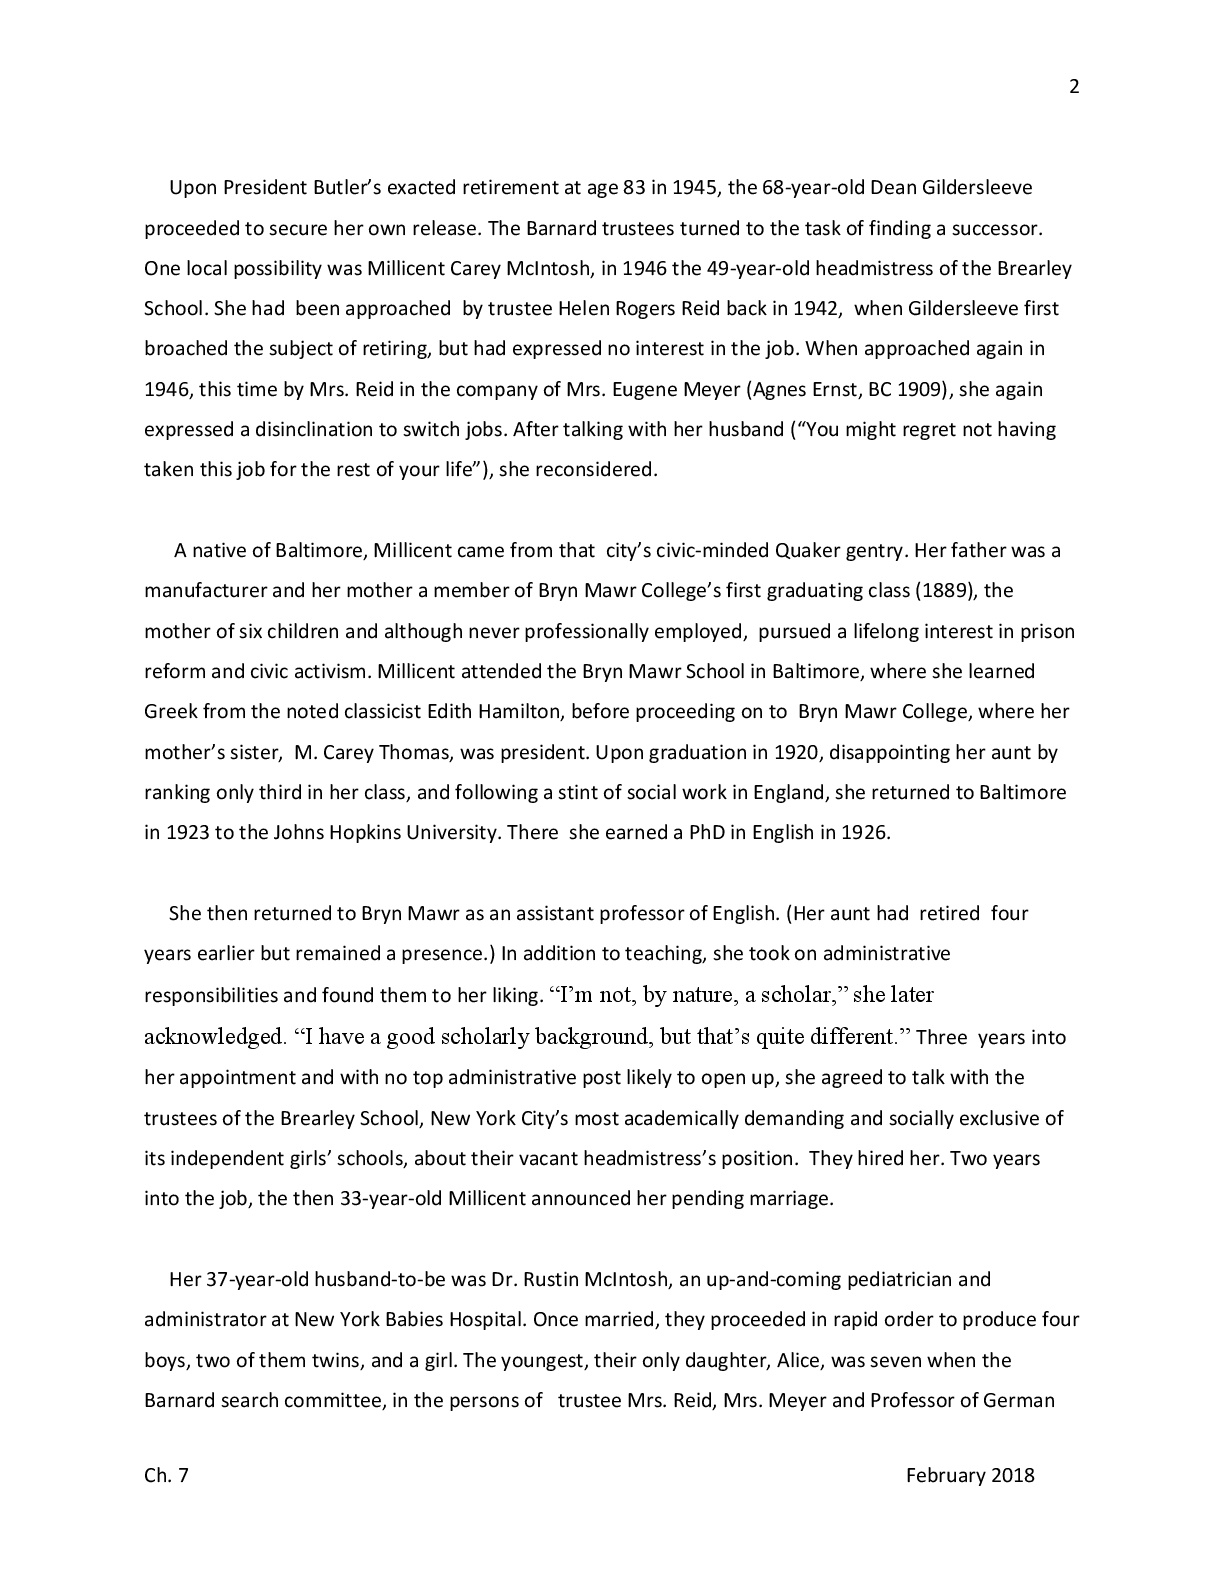 2
Upon President Butler’s exacted retirement at age 83 in 1945, the 68-year-old Dean Gildersleeve
proceeded to secure her own release. The Barnard trustees turned to the task of finding a successor.
One local possibility was Millicent Carey McIntosh, in 1946 the 49-year-old headmistress of the Brearley
School. She had  been approached  by trustee Helen Rogers Reid back in 1942,  when Gildersleeve first
broached the subject of retiring, but had expressed no interest in the job. When approached again in
1946, this time by Mrs. Reid in the company of Mrs. Eugene Meyer (Agnes Ernst, BC 1909), she again
expressed a disinclination to switch jobs. After talking with her husband (“You might regret not having
taken this job for the rest of your life”), she reconsidered.
A native of Baltimore, Millicent came from that  city’s civic-minded Quaker gentry. Her father was a
manufacturer and her mother a member of Bryn Mawr College’s first graduating class (1889), the
mother of six children and although never professionally employed,  pursued a lifelong interest in prison
reform and civic activism. Millicent attended the Bryn Mawr School in Baltimore, where she learned
Greek from the noted classicist Edith Hamilton, before proceeding on to  Bryn Mawr College, where her
mother’s sister,  M. Carey Thomas, was president. Upon graduation in 1920, disappointing her aunt by
ranking only third in her class, and following a stint of social work in England, she returned to Baltimore
in 1923 to the Johns Hopkins University. There  she earned a PhD in English in 1926.
She then returned to Bryn Mawr as an assistant professor of English. (Her aunt had  retired  four
years earlier but remained a presence.) In addition to teaching, she took on administrative
responsibilities and found them to her liking. “I’m not, by nature, a scholar,” she later
acknowledged. “I have a good scholarly background, but that’s quite different.” Three  years into
her appointment and with no top administrative post likely to open up, she agreed to talk with the
trustees of the Brearley School, New York City’s most academically demanding and socially exclusive of
its independent girls’ schools, about their vacant headmistress’s position.  They hired her. Two years
into the job, the then 33-year-old Millicent announced her pending marriage.
Her 37-year-old husband-to-be was Dr. Rustin McIntosh, an up-and-coming pediatrician and
administrator at New York Babies Hospital. Once married, they proceeded in rapid order to produce four
boys, two of them twins, and a girl. The youngest, their only daughter, Alice, was seven when the
Barnard search committee, in the persons of   trustee Mrs. Reid, Mrs. Meyer and Professor of German
Ch. 7 February 2018